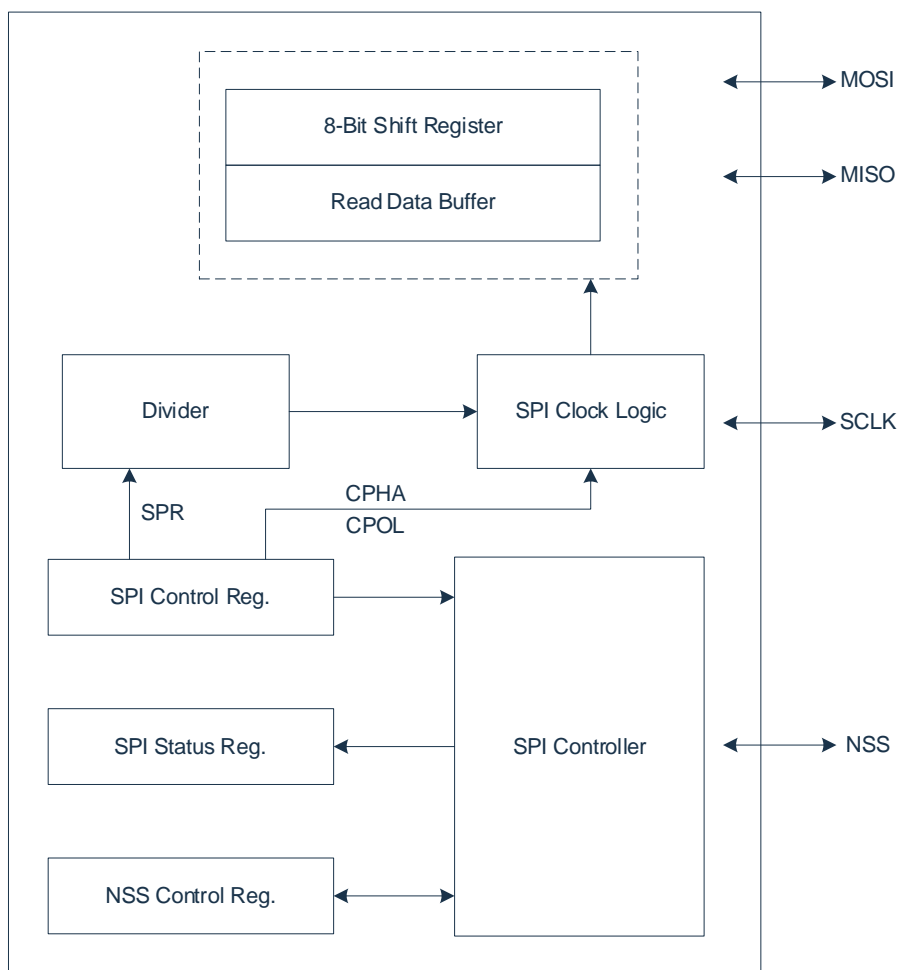 8-Bit Shift Register
Read Data Buffer
MOSI
MISO
Divider
SPI Clock Logic
SCLK
SPR
CPHA
CPOL
SPI Control Reg.
SPI Status Reg.
SPI Controller
NSS
NSS Control Reg.